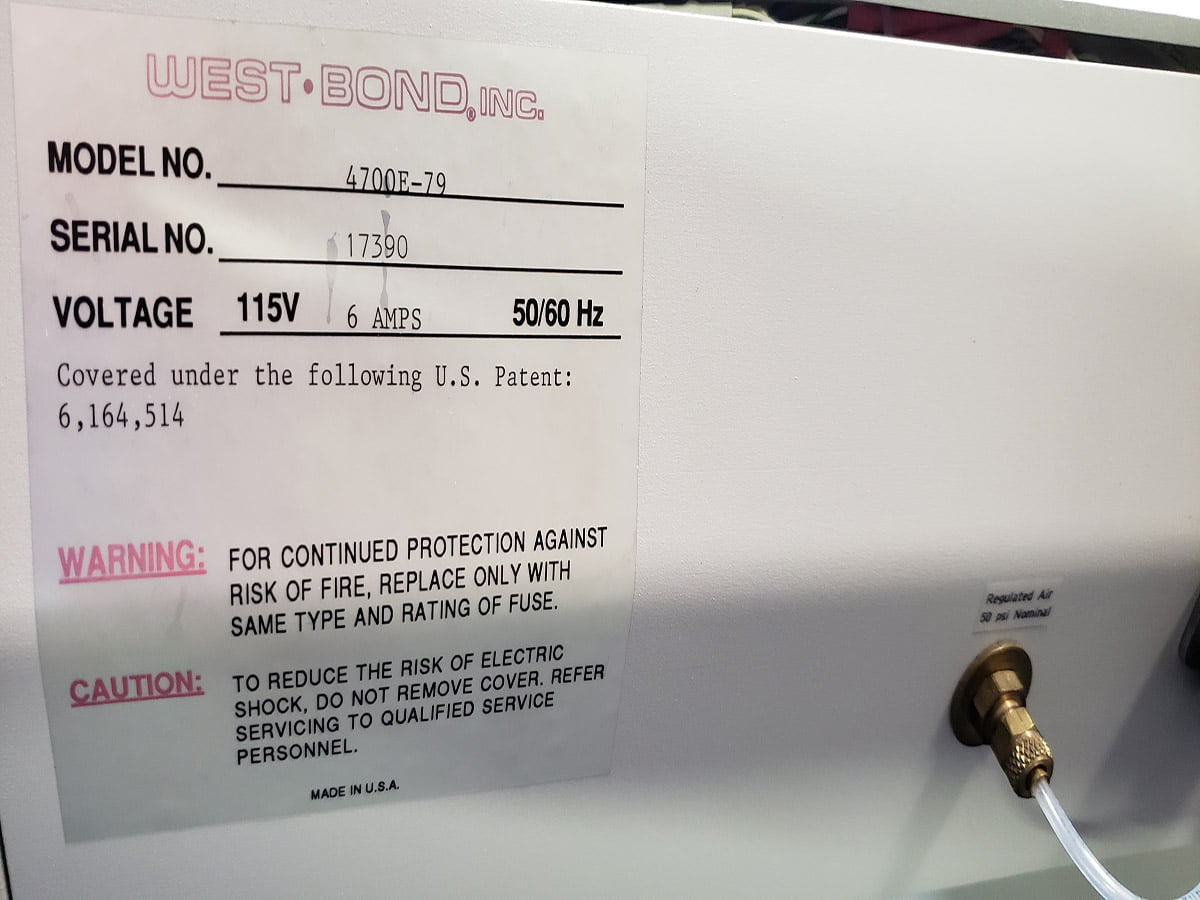 WEST·BOND® INC.
MODEL NO. 4700E-79
SERIAL NO. 17390
VOLTAGE 115V 6 AMPS 50/60 Hz
Covered under the following U.S. Patent:
6,164,514
WARNING: FOR CONTINUED PROTECTION AGAINST
RISK OF FIRE, REPLACE ONLY WITH
SAME TYPE AND RATING OF FUSE.
CAUTION: TO REDUCE THE RISK OF ELECTRIC
SHOCK, DO NOT REMOVE COVER. REFER
SERVICING TO QUALIFIED SERVICE
PERSONNEL.
MADE IN U.S.A.
Regulated Air
50 psi Nominal